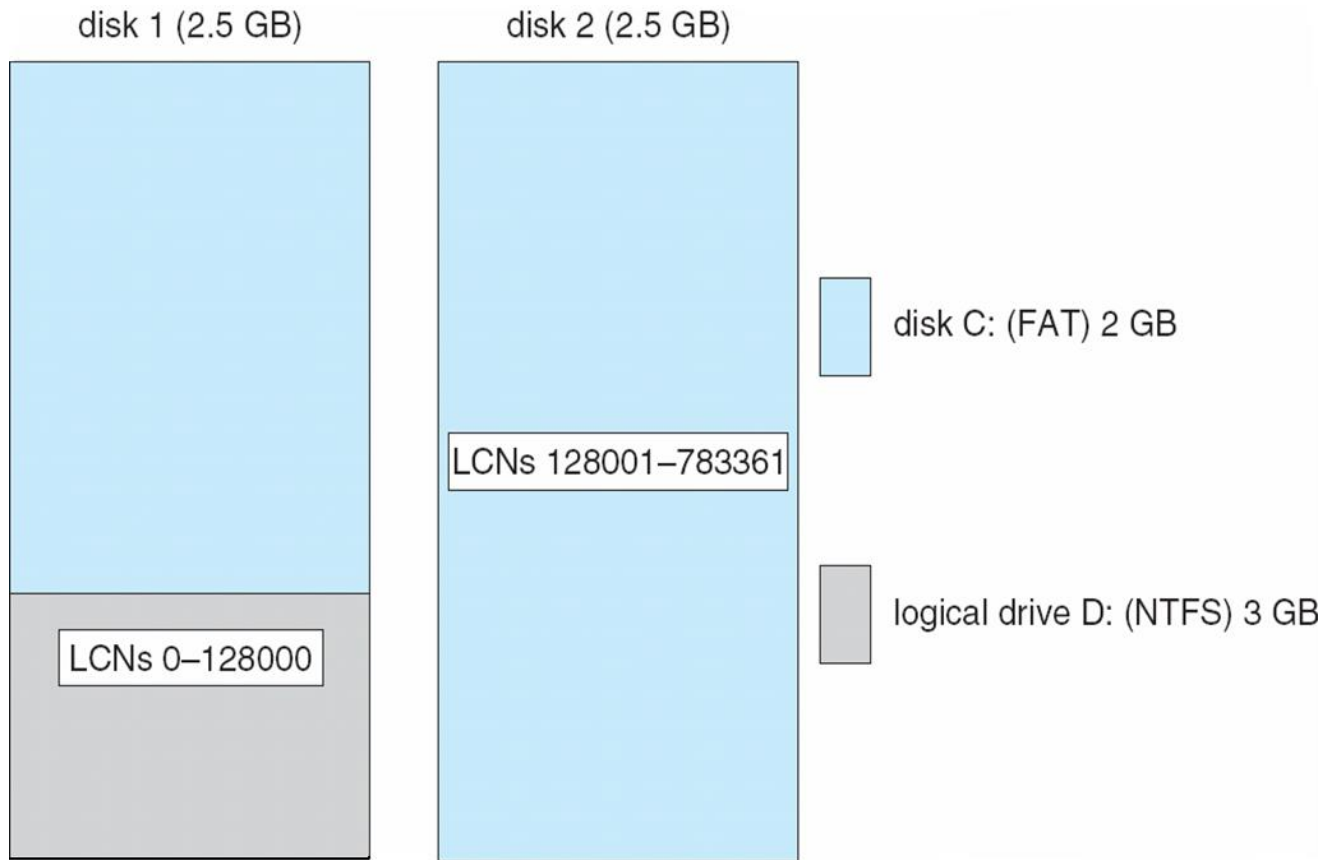 disk 1 (2.5 GB)
disk 2 (2.5 GB)
disk C: (FAT) 2 GB
LCNs 128001–783361
logical drive D: (NTFS) 3 GB
LCNs 0–128000